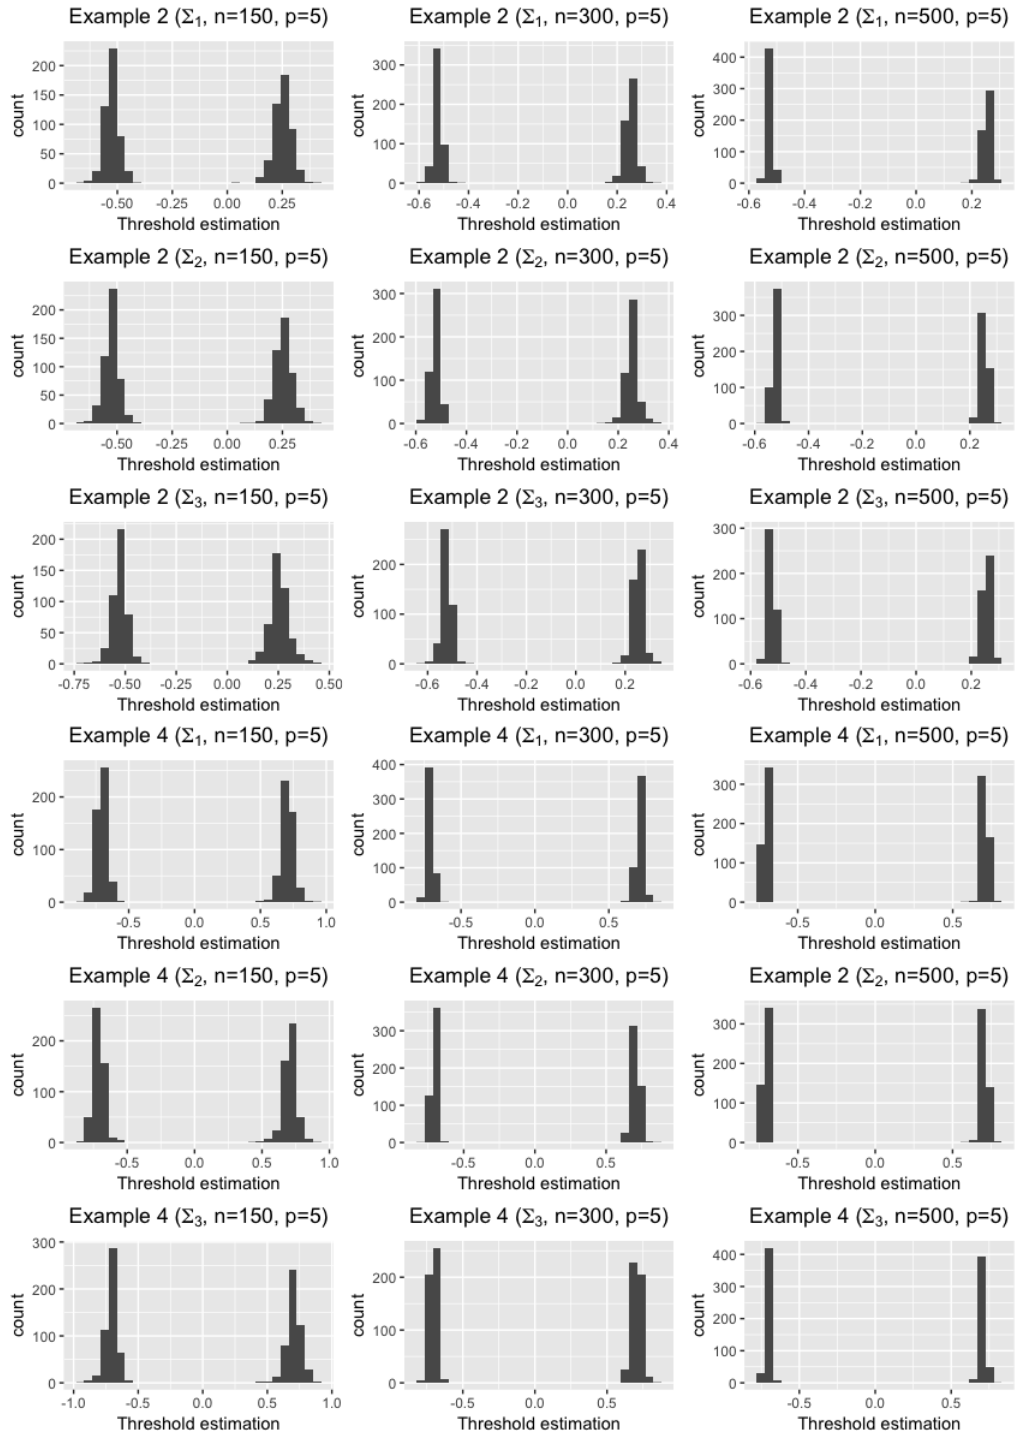 Example 2 (Σ1, n=150, p=5) Example 2 (Σ1, n=300, p=5) Example 2 (Σ1, n=500, p=5)
count
200
150
100
50
0
-0.50 -0.25 0.00 0.25
Threshold estimation
count
300
200
100
0
-0.6 -0.4 -0.2 0.0 0.2 0.4
Threshold estimation
count
400
300
200
100
0
-0.6 -0.4 -0.2 0.0 0.2
Threshold estimation
Example 2 (Σ2, n=150, p=5) Example 2 (Σ2, n=300, p=5) Example 2 (Σ2, n=500, p=5)
count
200
150
100
50
0
-0.50 -0.25 0.00 0.25
Threshold estimation
count
300
200
100
0
-0.6 -0.4 -0.2 0.0 0.2 0.4
Threshold estimation
count
300
200
100
0
-0.6 -0.4 -0.2 0.0 0.2
Threshold estimation
Example 2 (Σ3, n=150, p=5) Example 2 (Σ3, n=300, p=5) Example 2 (Σ3, n=500, p=5)
count
200
150
100
50
0
-0.75 -0.50 -0.25 0.00 0.25 0.50
Threshold estimation
count
200
100
0
-0.6 -0.4 -0.2 0.0 0.2
Threshold estimation
count
300
200
100
0
-0.6 -0.4 -0.2 0.0 0.2
Threshold estimation
Example 4 (Σ1, n=150, p=5) Example 4 (Σ1, n=300, p=5) Example 4 (Σ1, n=500, p=5)
count
200
100
0
-0.5 0.0 0.5 1.0
Threshold estimation
count
400
300
200
100
0
-0.5 0.0 0.5
Threshold estimation
count
300
200
100
0
-0.5 0.0 0.5
Threshold estimation
Example 4 (Σ2, n=150, p=5) Example 4 (Σ2, n=300, p=5) Example 2 (Σ2, n=500, p=5)
count
200
100
0
-0.5 0.0 0.5 1.0
Threshold estimation
count
300
200
100
0
-0.5 0.0 0.5
Threshold estimation
count
300
200
100
0
-0.5 0.0 0.5
Threshold estimation
Example 4 (Σ3, n=150, p=5) Example 4 (Σ3, n=300, p=5) Example 4 (Σ3, n=500, p=5)
count
300
200
100
0
-1.0 -0.5 0.0 0.5 1.0
Threshold estimation
count
200
100
0
-0.5 0.0 0.5
Threshold estimation
count
400
300
200
100
0
-0.5 0.0 0.5
Threshold estimation